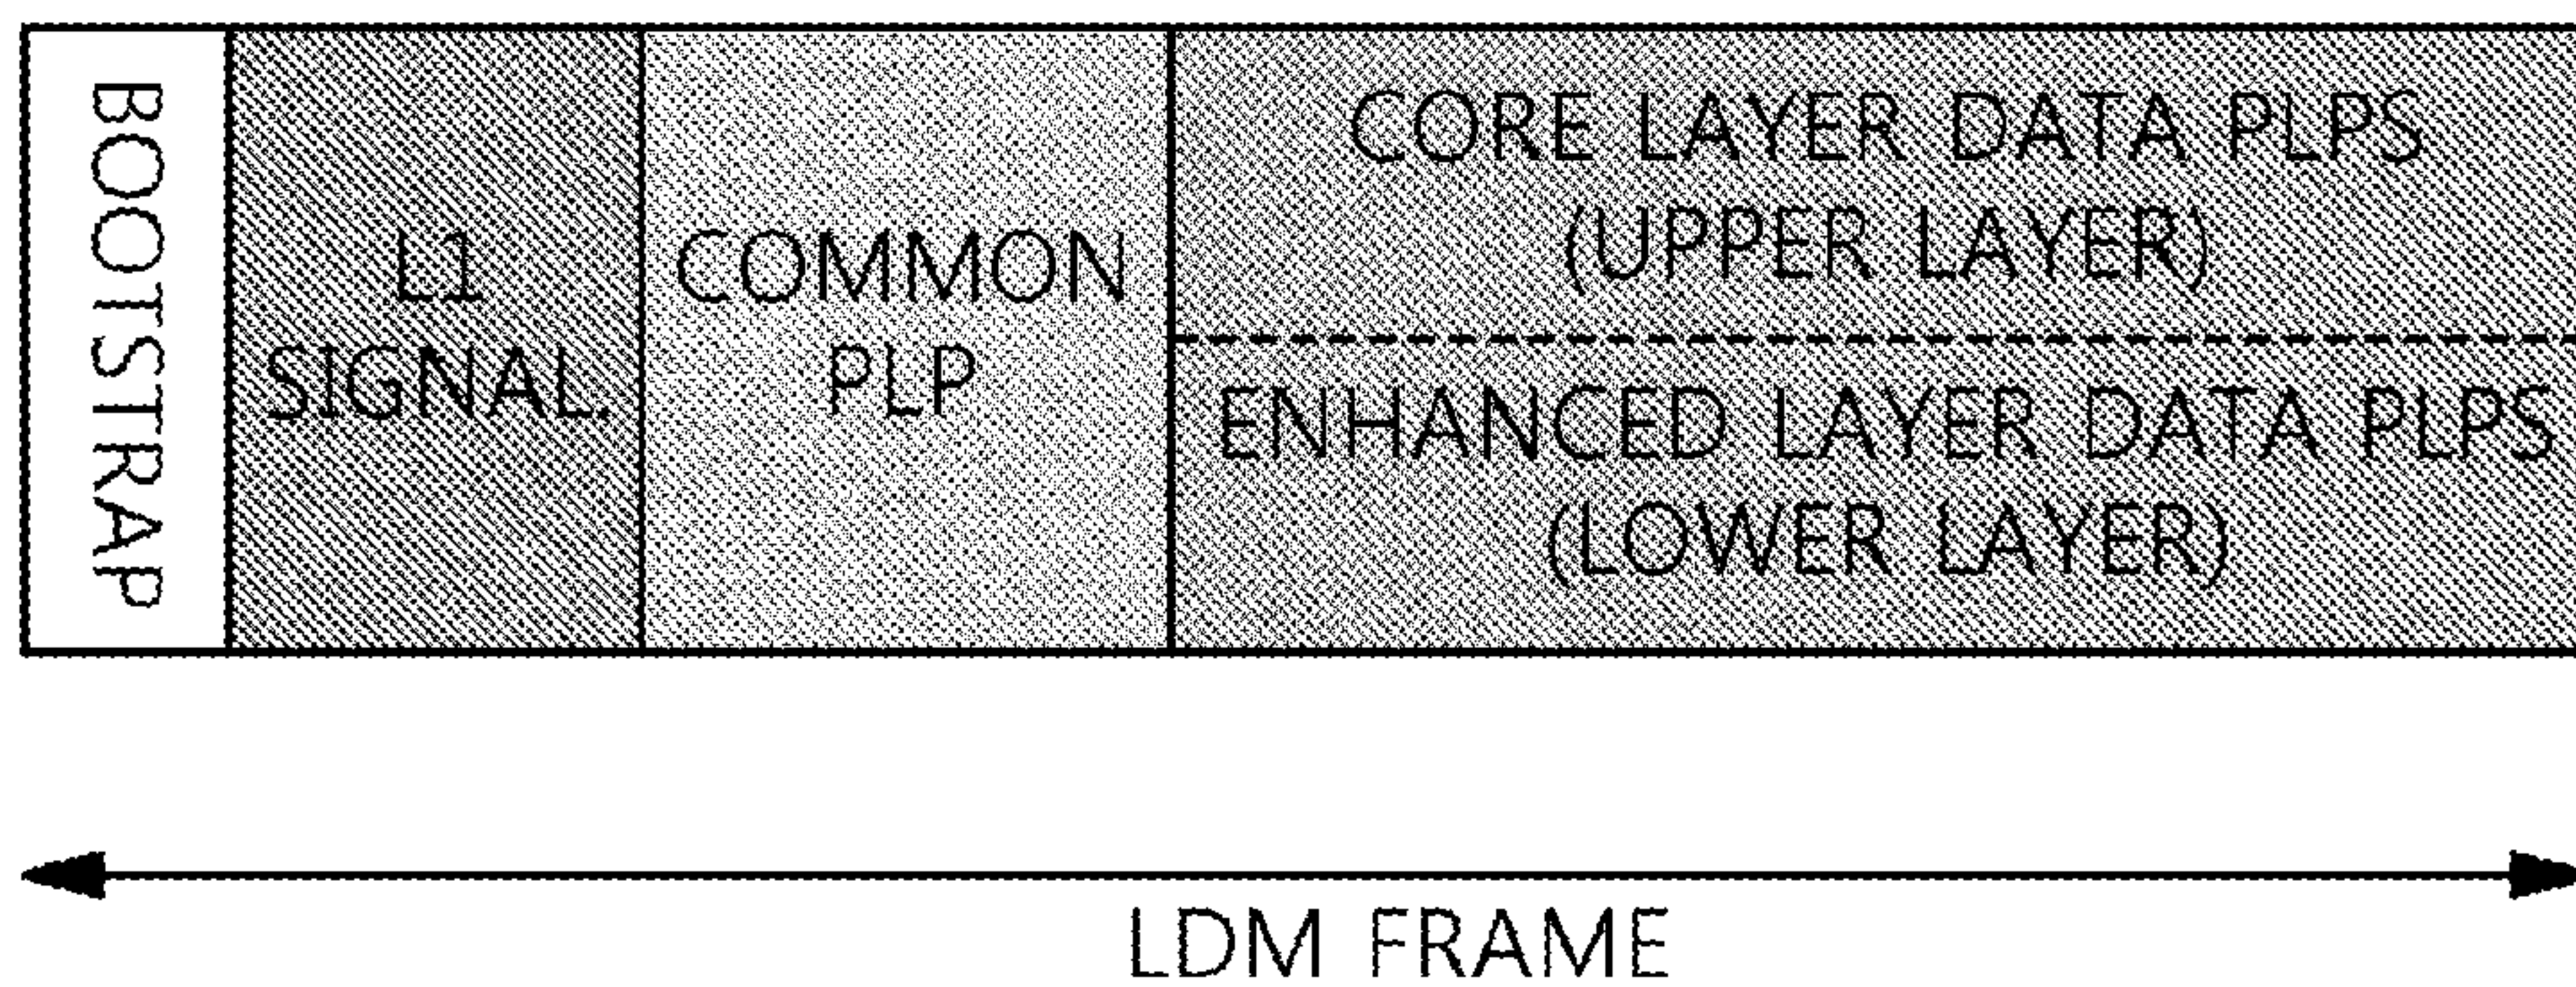 BOOTSTRAP
L1
SIGNAL.
COMMON
PLP
CORE LAYER DATA PLPS
(UPPER LAYER)
ENHANCED LAYER DATA PLPS
(LOWER LAYER)
LDM FRAME